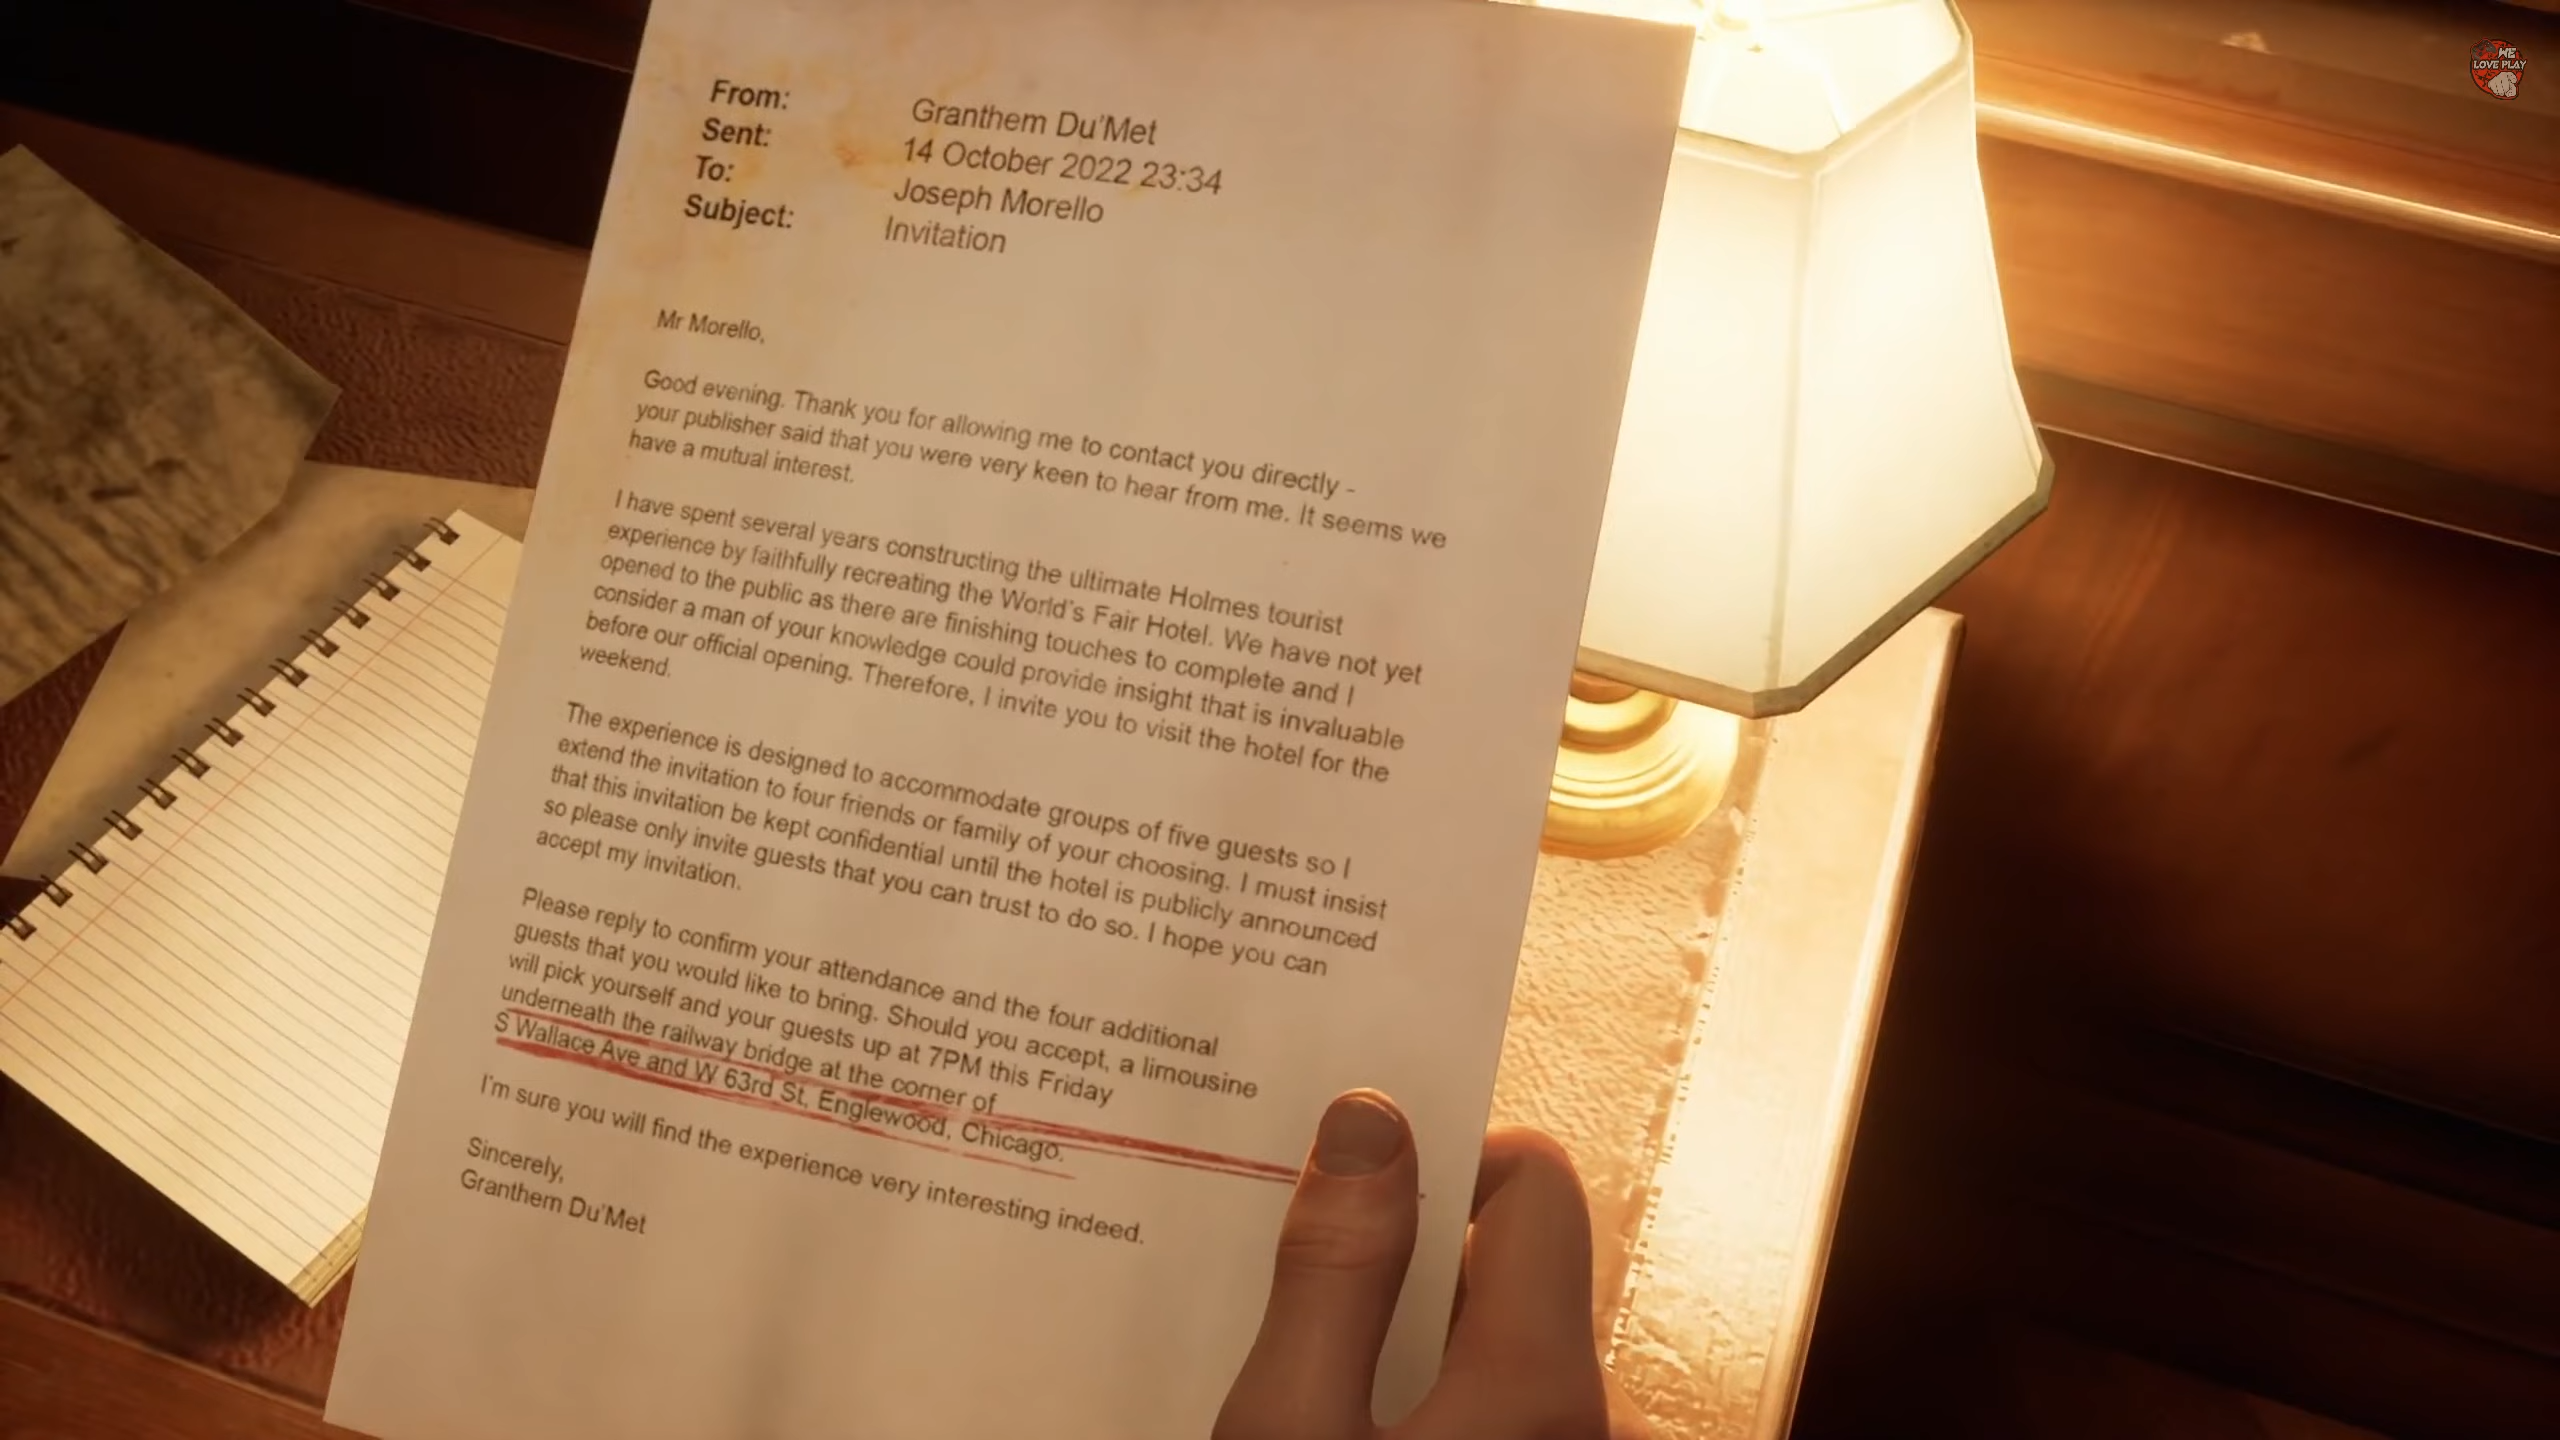 From: Granthem Du'Met
Sent: 14 October 2022 23:34
To: Joseph Morello
Subject: Invitation
Mr Morello,
Good evening. Thank you for allowing me to contact you directly -
your publisher said that you were very keen to hear from me. It seems we
have a mutual interest.
I have spent several years constructing the ultimate Holmes tourist
experience by faithfully recreating the World's Fair Hotel. We have not yet
opened to the public as there are finishing touches to complete and I
consider a man of your knowledge could provide insight that is invaluable
before our official opening. Therefore, I invite you to visit the hotel for the
weekend.
The experience is designed to accommodate groups of five guests so I
extend the invitation to four friends or family of your choosing. I must insist
that this invitation be kept confidential until the hotel is publicly announced
so please only invite guests that you can trust to do so. I hope you can
accept my invitation.
Please reply to confirm your attendance and the four additional
guests that you would like to bring. Should you accept, a limousine
will pick yourself and your guests up at 7PM this Friday
underneath the railway bridge at the corner of
S Wallace Ave and W 63rd St, Englewood, Chicago.
I'm sure you will find the experience very interesting indeed.
Sincerely,
Granthem Du'Met
WE
LOVE PLAY